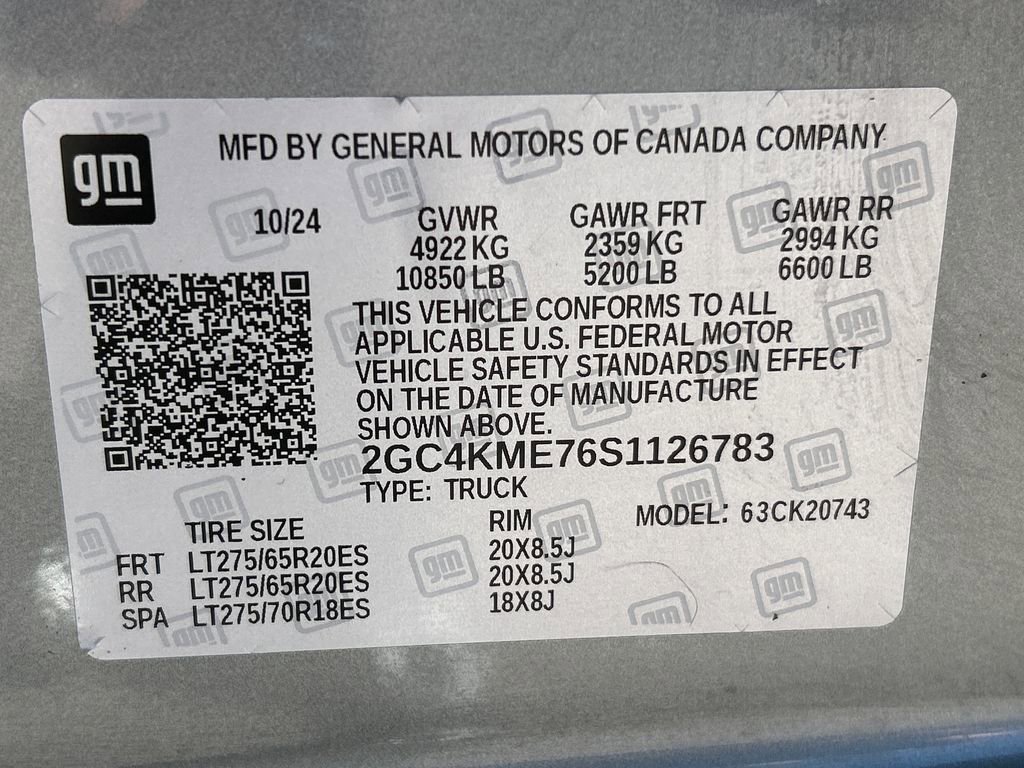 gm
MFD BY GENERAL MOTORS OF CANADA COMPANY
10/24 GVWR GAWR FRT GAWR RR
4922 KG 2359 KG 2994 KG
10850 LB 5200 LB 6600 LB
THIS VEHICLE CONFORMS TO ALL
APPLICABLE U.S. FEDERAL MOTOR
VEHICLE SAFETY STANDARDS IN EFFECT
ON THE DATE OF MANUFACTURE
SHOWN ABOVE.
2GC4KME76S1126783
TYPE: TRUCK
TIRE SIZE RIM MODEL: 63CK20743
FRT LT275/65R20ES 20X8.5J
RR LT275/65R20ES 20X8.5J
SPA LT275/70R18ES 18X8J